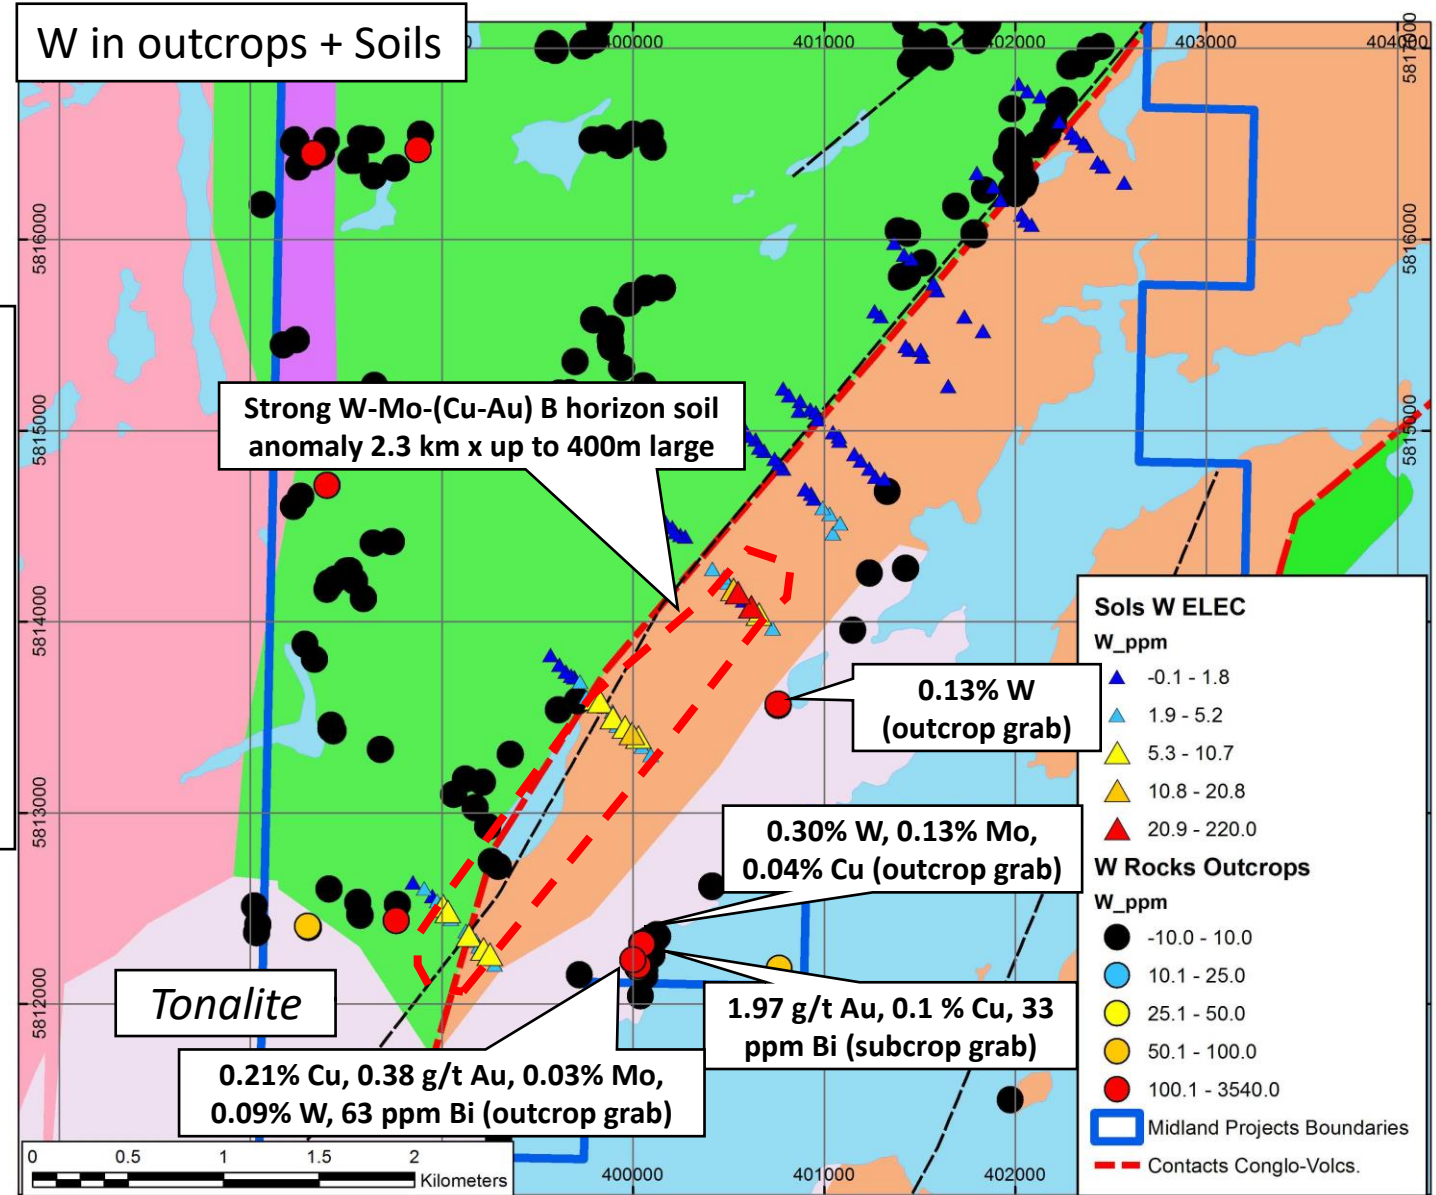 W in outcrops + Soils
400000
401000
402000
403000
404000
5817000
5816000
5816000
5815000
5815000
5814000
5813000
5812000
Strong W-Mo-(Cu-Au) B horizon soil
anomaly 2.3 km x up to 400m large
0.13% W
(outcrop grab)
0.30% W, 0.13% Mo,
0.04% Cu (outcrop grab)
1.97 g/t Au, 0.1 % Cu, 33
ppm Bi (subcrop grab)
Tonalite
0.21% Cu, 0.38 g/t Au, 0.03% Mo,
0.09% W, 63 ppm Bi (outcrop grab)
Sols W ELEC
W_ppm
-0.1 - 1.8
1.9 - 5.2
5.3 - 10.7
10.8 - 20.8
20.9 - 220.0
W Rocks Outcrops
W_ppm
-10.0 - 10.0
10.1 - 25.0
25.1 - 50.0
50.1 - 100.0
100.1 - 3540.0
Midland Projects Boundaries
Contacts Conglo-Volcs.
0 0.5 1 1.5 2
Kilometers
400000
401000
402000